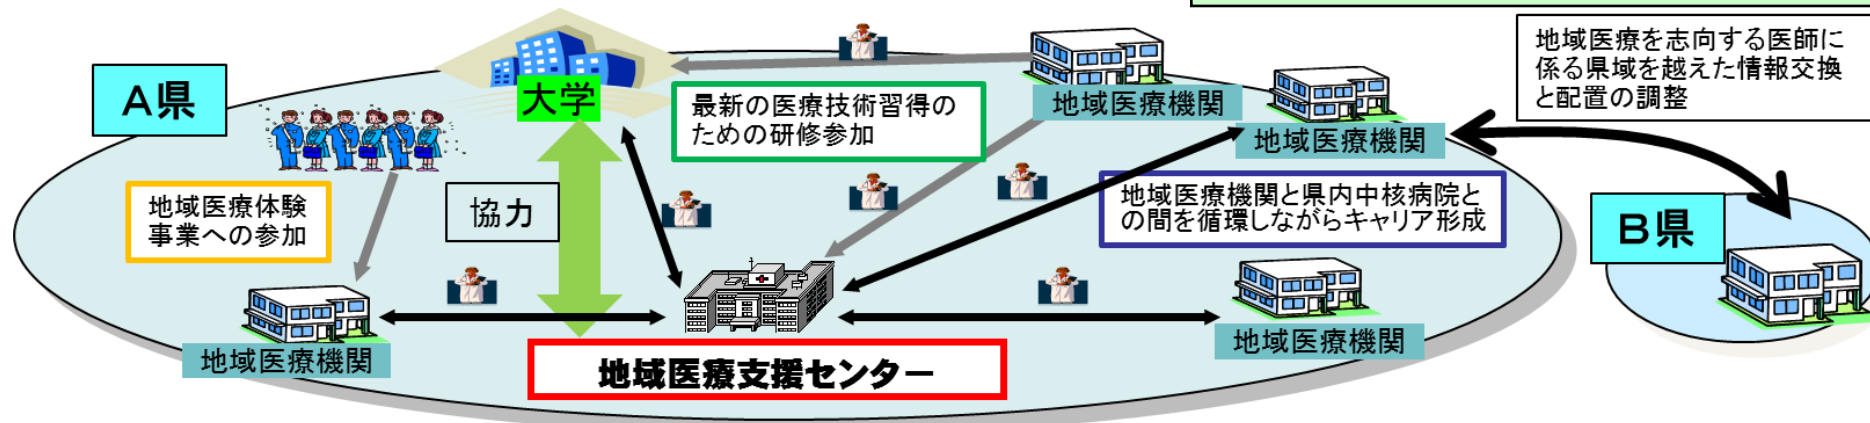 A県
大学
協力
地域医療体験
事業への参加
最新の医療技術習得の
ための研修参加
地域医療機関
地域医療機関
地域医療を志向する医師に
係る県域を越えた情報交換
と配置の調整
地域医療機関と県内中核病院と
の間を循環しながらキャリア形成
B県
地域医療機関
地域医療支援センター
地域医療機関